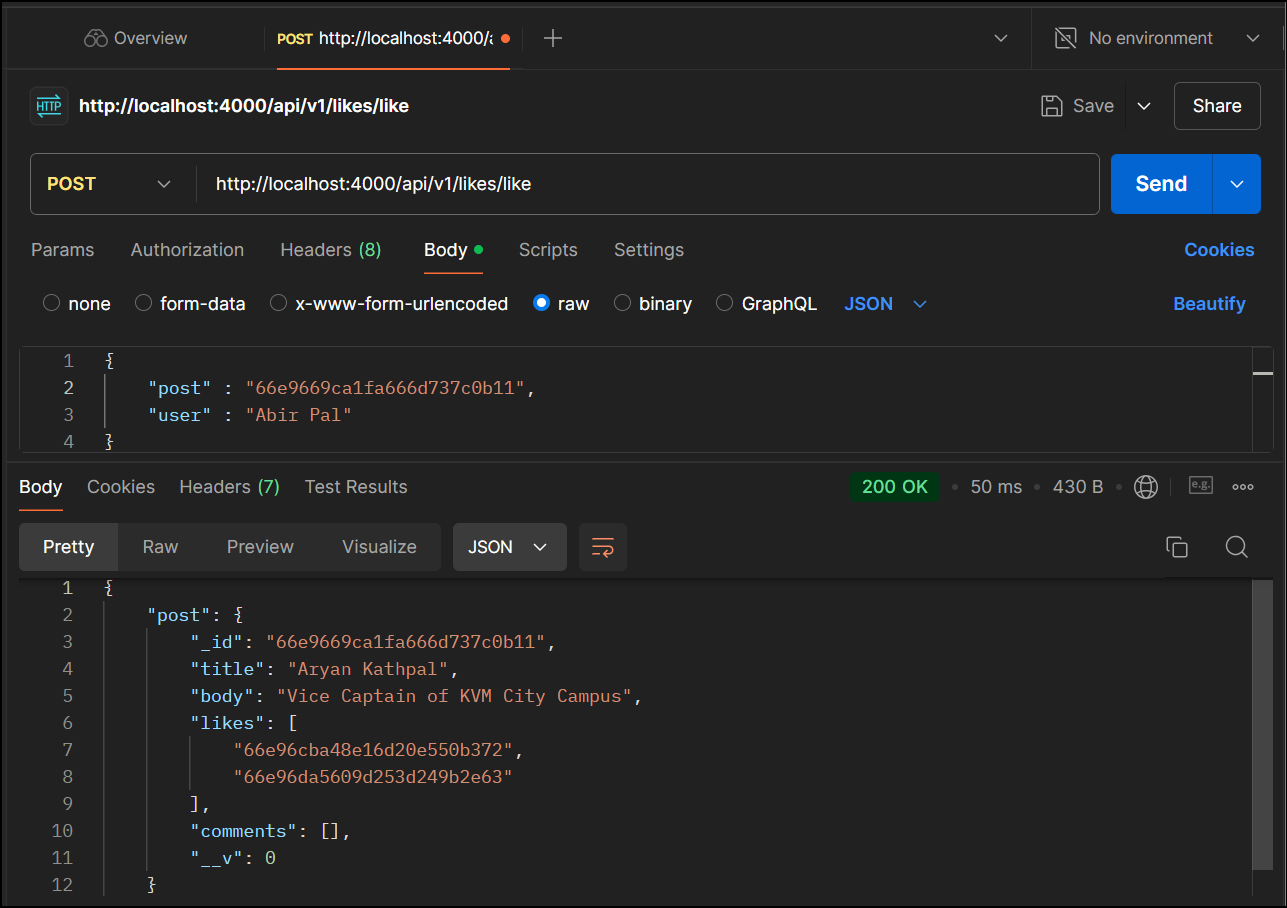 Overview POST http://localhost:4000/a No environment
HTTP http://localhost:4000/api/v1/likes/like Save Share
POST http://localhost:4000/api/v1/likes/like Send
Params Authorization Headers (8) Body Scripts Settings Cookies
none form-data x-www-form-urlencoded raw binary GraphQL JSON Beautify
1 {
2 "post" : "66e9669ca1fa666d737c0b11",
3 "user" : "Abir Pal"
4 }
Body Cookies Headers (7) Test Results 200 OK 50 ms 430 B e.g.
Pretty Raw Preview Visualize JSON
1 {
2 "post": {
3 "_id": "66e9669ca1fa666d737c0b11",
4 "title": "Aryan Kathpal",
5 "body": "Vice Captain of KVM City Campus",
6 "likes": [
7 "66e96cba48e16d20e550b372",
8 "66e96da5609d253d249b2e63"
9 ],
10 "comments": [],
11 "__v": 0
12 }